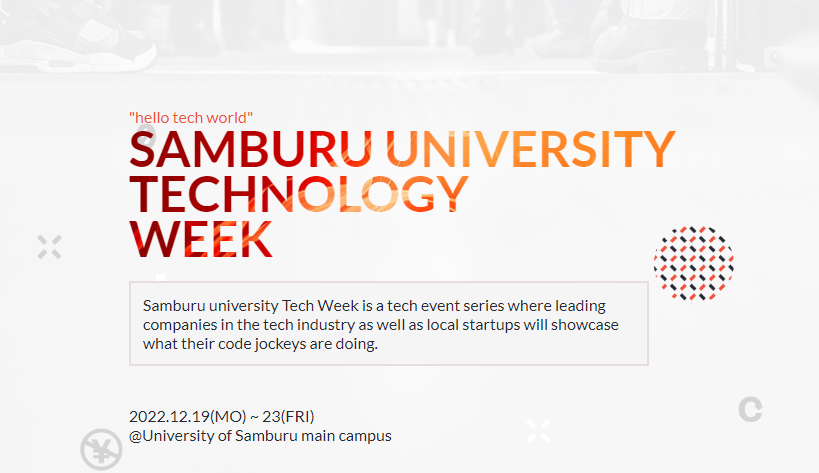 "hello tech world"
SAMBURU UNIVERSITY
TECHNOLOGY
WEEK
Samburu university Tech Week is a tech event series where leading
companies in the tech industry as well as local startups will showcase
what their code jockeys are doing.
2022.12.19(MO) ~ 23(FRI)
@University of Samburu main campus